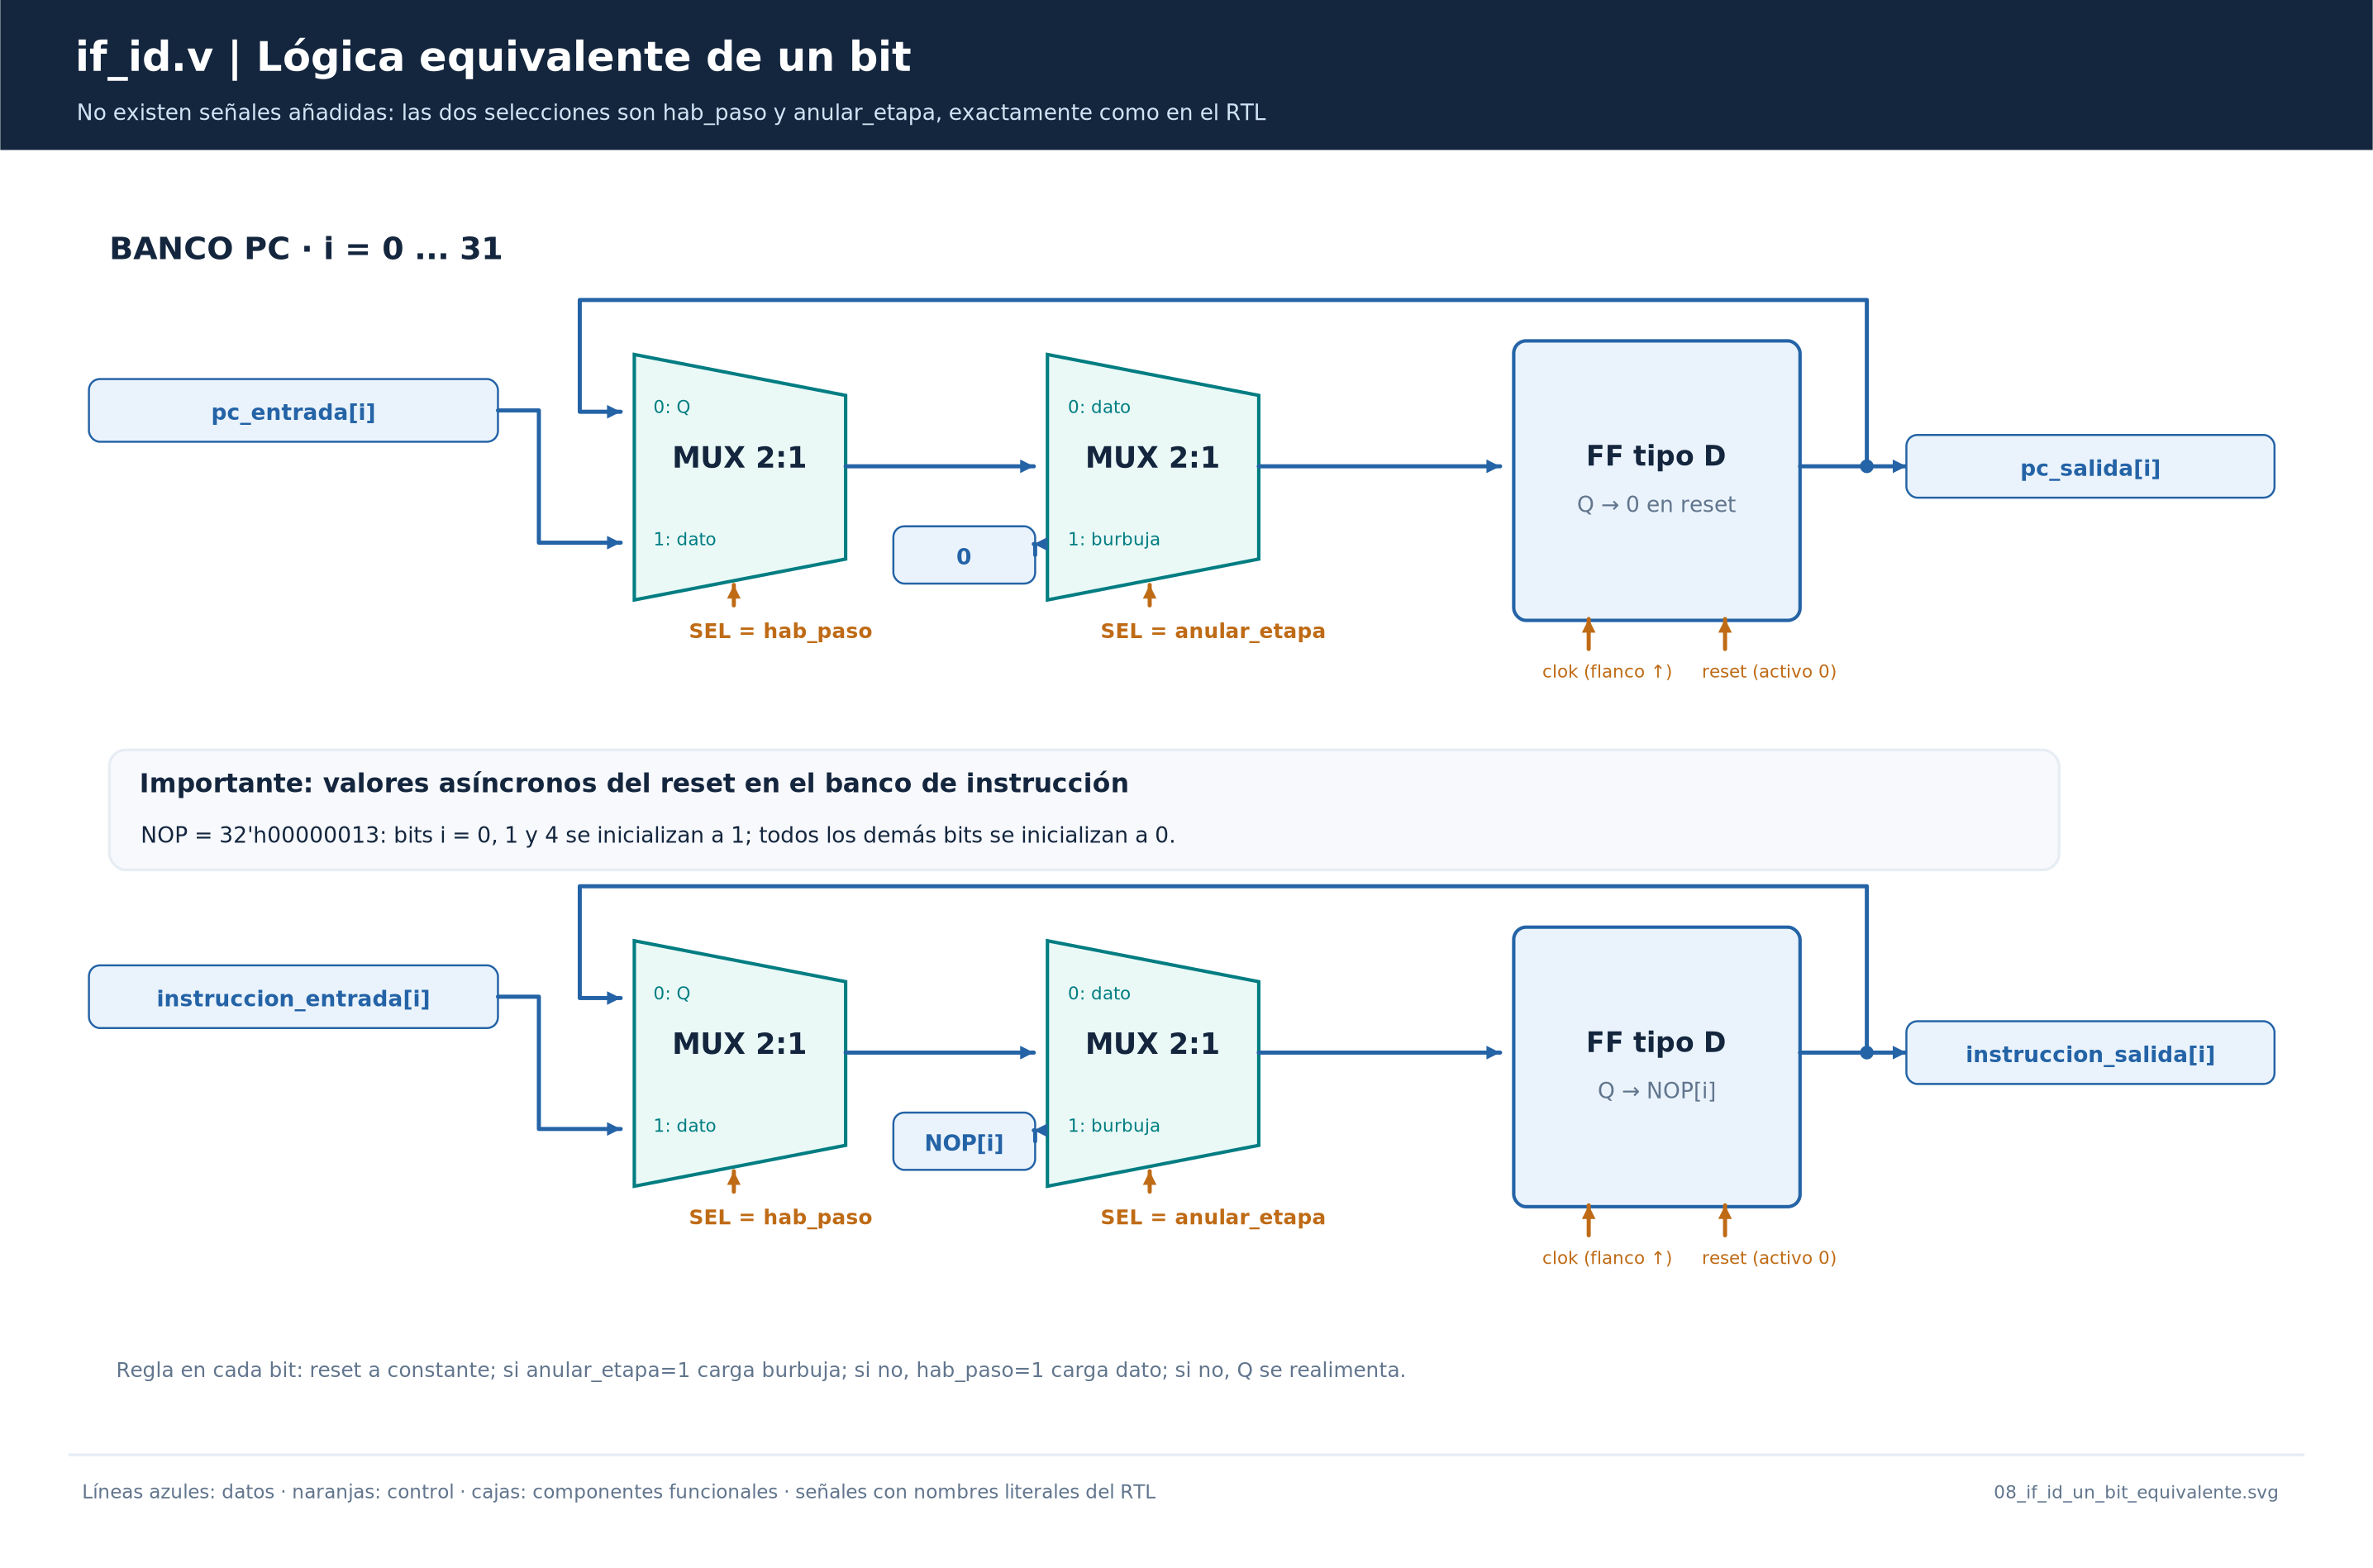 if_id.v | Lógica equivalente de un bit
No existen señales añadidas: las dos selecciones son hab_paso y anular_etapa, exactamente como en el RTL
BANCO PC · i = 0 ... 31
pc_entrada[i]
0: Q
MUX 2:1
1: dato
SEL = hab_paso
0
0: dato
MUX 2:1
1: burbuja
SEL = anular_etapa
FF tipo D
Q → 0 en reset
clok (flanco ↑)
reset (activo 0)
pc_salida[i]
Importante: valores asíncronos del reset en el banco de instrucción
NOP = 32'h00000013: bits i = 0, 1 y 4 se inicializan a 1; todos los demás bits se inicializan a 0.
instruccion_entrada[i]
0: Q
MUX 2:1
1: dato
SEL = hab_paso
NOP[i]
0: dato
MUX 2:1
1: burbuja
SEL = anular_etapa
FF tipo D
Q → NOP[i]
clok (flanco ↑)
reset (activo 0)
instruccion_salida[i]
Regla en cada bit: reset a constante; si anular_etapa=1 carga burbuja; si no, hab_paso=1 carga dato; si no, Q se realimenta.
Líneas azules: datos · naranjas: control · cajas: componentes funcionales · señales con nombres literales del RTL
08_if_id_un_bit_equivalente.svg